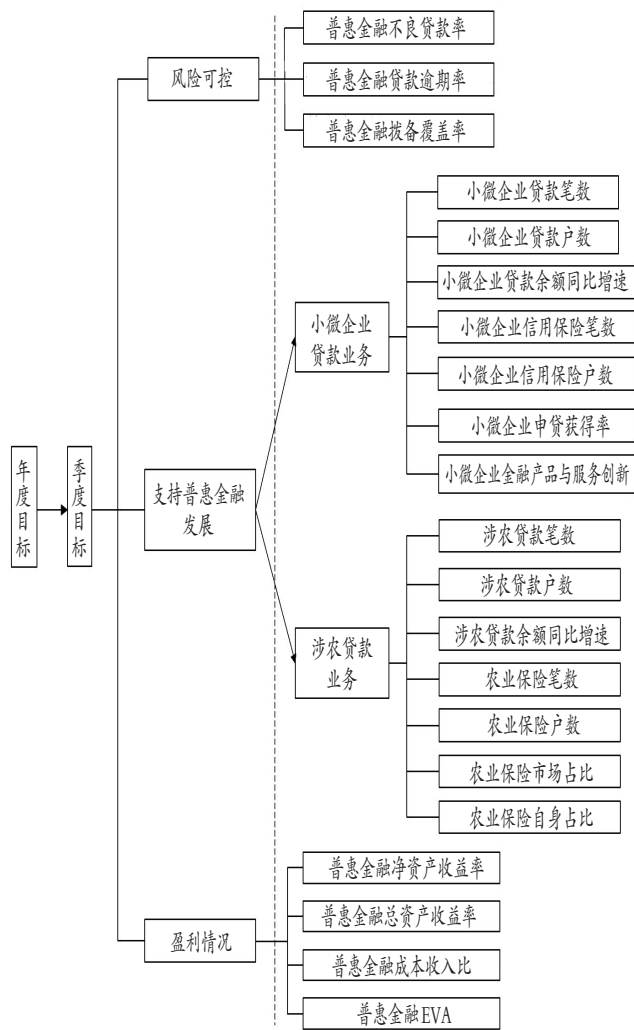 年度目标
季度目标
风险可控
普惠金融不良贷款率
普惠金融贷款逾期率
普惠金融拨备覆盖率
支持普惠金融
发展
小微企业
贷款业务
小微企业贷款笔数
小微企业贷款户数
小微企业贷款余额同比增速
小微企业信用保险笔数
小微企业信用保险户数
小微企业申贷获得率
小微企业金融产品与服务创新
涉农贷款
业务
涉农贷款笔数
涉农贷款户数
涉农贷款余额同比增速
农业保险笔数
农业保险户数
农业保险市场占比
农业保险自身占比
盈利情况
普惠金融净资产收益率
普惠金融总资产收益率
普惠金融成本收入比
普惠金融EVA